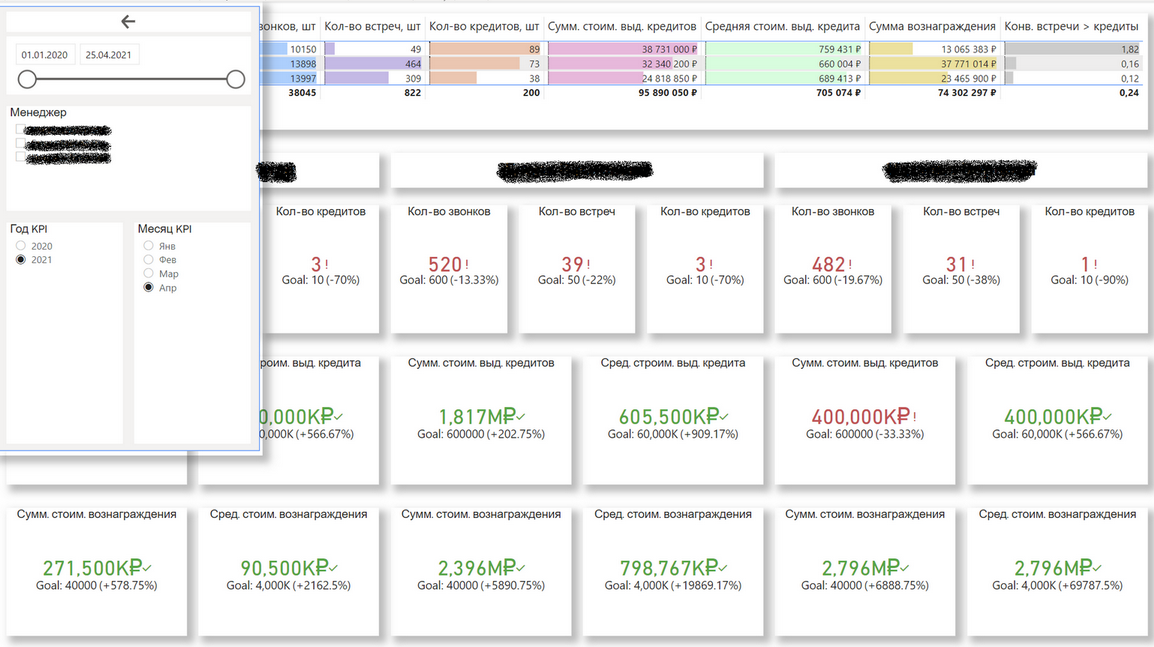 01.01.2020 25.04.2021
Менеджер
Год KPI
2020
2021
Месяц KPI
Янв
Фев
Мар
Апр
звонков, шт Кол-во встреч, шт Кол-во кредитов, шт Сумм. стоим. выд. кредитов Средняя стоим. выд. кредита Сумма вознаграждения Конв. встречи > кредиты
10150 49 89 38 731 000 ₽ 759 431 ₽ 13 065 383 ₽ 1,82
13898 464 73 32 340 200 ₽ 660 004 ₽ 37 771 014 ₽ 0,16
13997 309 38 24 818 850 ₽ 689 413 ₽ 23 465 900 ₽ 0,12
38045 822 200 95 890 050 ₽ 705 074 ₽ 74 302 297 ₽ 0,24
Кол-во кредитов Кол-во звонков Кол-во встреч Кол-во кредитов Кол-во звонков Кол-во встреч Кол-во кредитов
3! 520! 39! 3! 482! 31! 1!
Goal: 10 (-70%) Goal: 600 (-13.33%) Goal: 50 (-22%) Goal: 10 (-70%) Goal: 600 (-19.67%) Goal: 50 (-38%) Goal: 10 (-90%)
роим. выд. кредита Сумм. стоим. выд. кредитов Сред. строим. выд. кредита Сумм. стоим. выд. кредитов Сред. строим. выд. кредита
0,000K₽ 1,817M₽ 605,500K₽ 400,000K₽! 400,000K₽
0,000K (+566.67%) Goal: 600000 (+202.75%) Goal: 60,000K (+909.17%) Goal: 600000 (-33.33%) Goal: 60,000K (+566.67%)
Сумм. стоим. вознаграждения Сред. стоим. вознаграждения Сумм. стоим. вознаграждения Сред. стоим. вознаграждения Сумм. стоим. вознаграждения Сред. стоим. вознаграждения
271,500K₽ 90,500K₽ 2,396M₽ 798,767K₽ 2,796M₽ 2,796M₽
Goal: 40000 (+578.75%) Goal: 4,000K (+2162.5%) Goal: 40000 (+5890.75%) Goal: 4,000K (+19869.17%) Goal: 40000 (+6888.75%) Goal: 4,000K (+69787.5%)